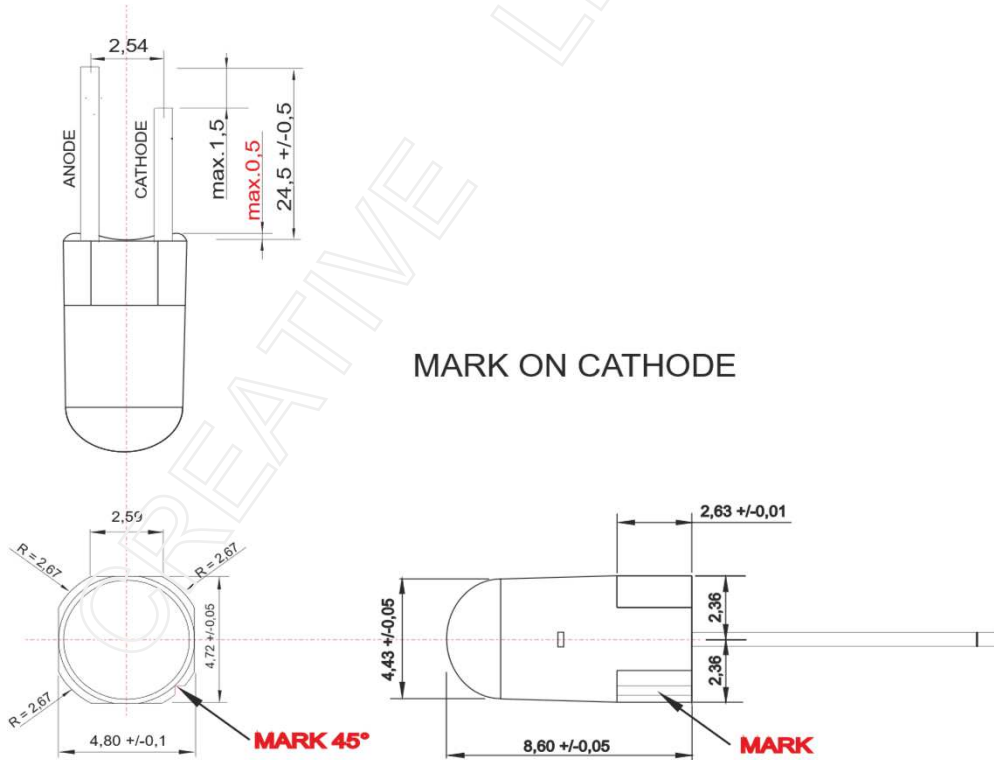 2,54
ANODE
CATHODE
max.1,5
max.0,5
24,5 +/-0,5
MARK ON CATHODE
CREATIVE
2,59
R = 2,67
R = 2,67
4,72 +/-0,05
R = 2,67
4,80 +/-0,1
MARK 45°
2,63 +/-0,01
4,43 +/-0,05
2,36
2,36
8,60 +/-0,05
MARK